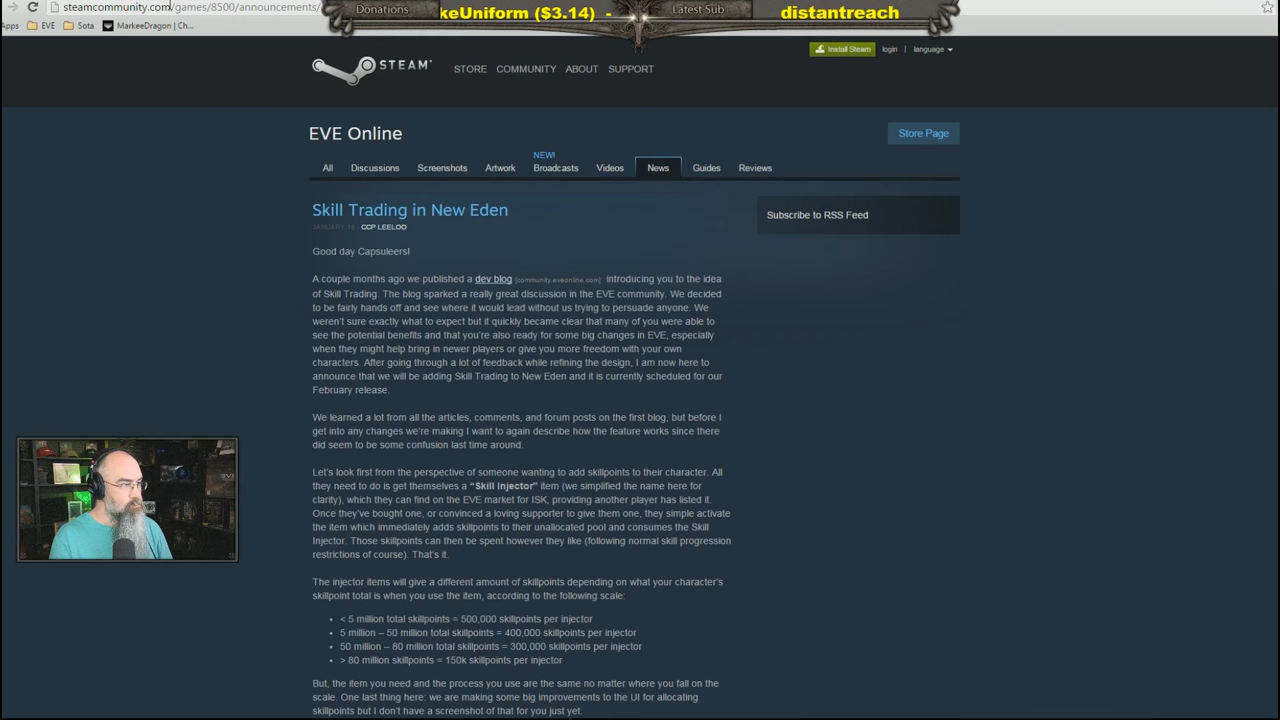 steamcommunity.com/games/8500/announcements/
Donations
keUniform ($3.14) -
Latest Sub
distantreach
Apps
EVE
Sota
MarkeeDragon | Ch...
Install Steam
login | language
STEAM
STORE COMMUNITY ABOUT SUPPORT
EVE Online
Store Page
NEW!
All Discussions Screenshots Artwork Broadcasts Videos News Guides Reviews
Skill Trading in New Eden
Subscribe to RSS Feed
JANUARY CCP LEELOO
Good day Capsuleers!
A couple months ago we published a dev blog [community.eveonline.com] introducing you to the idea
of Skill Trading. The blog sparked a really great discussion in the EVE community. We decided
to be fairly hands off and see where it would lead without us trying to persuade anyone. We
weren't sure exactly what to expect but it quickly became clear that many of you were able to
see the potential benefits and that you're also ready for some big changes in EVE, especially
when they might help bring in newer players or give you more freedom with your own
characters. After going through a lot of feedback while refining the design, I am now here to
announce that we will be adding Skill Trading to New Eden and it is currently scheduled for our
February release.
We learned a lot from all the articles, comments, and forum posts on the first blog, but before I
get into any changes we're making I want to again describe how the feature works since there
did seem to be some confusion last time around.
Let's look first from the perspective of someone wanting to add skillpoints to their character. All
they need to do is get themselves a "Skill Injector" item (we simplified the name here for
clarity), which they can find on the EVE market for ISK, providing another player has listed it.
Once they've bought one, or convinced a loving supporter to give them one, they simple activate
the item which immediately adds skillpoints to their unallocated pool and consumes the Skill
Injector. Those skillpoints can then be spent however they like (following normal skill progression
restrictions of course). That's it.
The injector items will give a different amount of skillpoints depending on what your character's
skillpoint total is when you use the item, according to the following scale:
• < 5 million total skillpoints = 500,000 skillpoints per injector
• 5 million – 50 million total skillpoints = 400,000 skillpoints per injector
• 50 million – 80 million total skillpoints = 300,000 skillpoints per injector
• > 80 million skillpoints = 150k skillpoints per injector
But, the item you need and the process you use are the same no matter where you fall on the
scale. One last thing here: we are making some big improvements to the UI for allocating
skillpoints but I don't have a screenshot of that for you just yet.